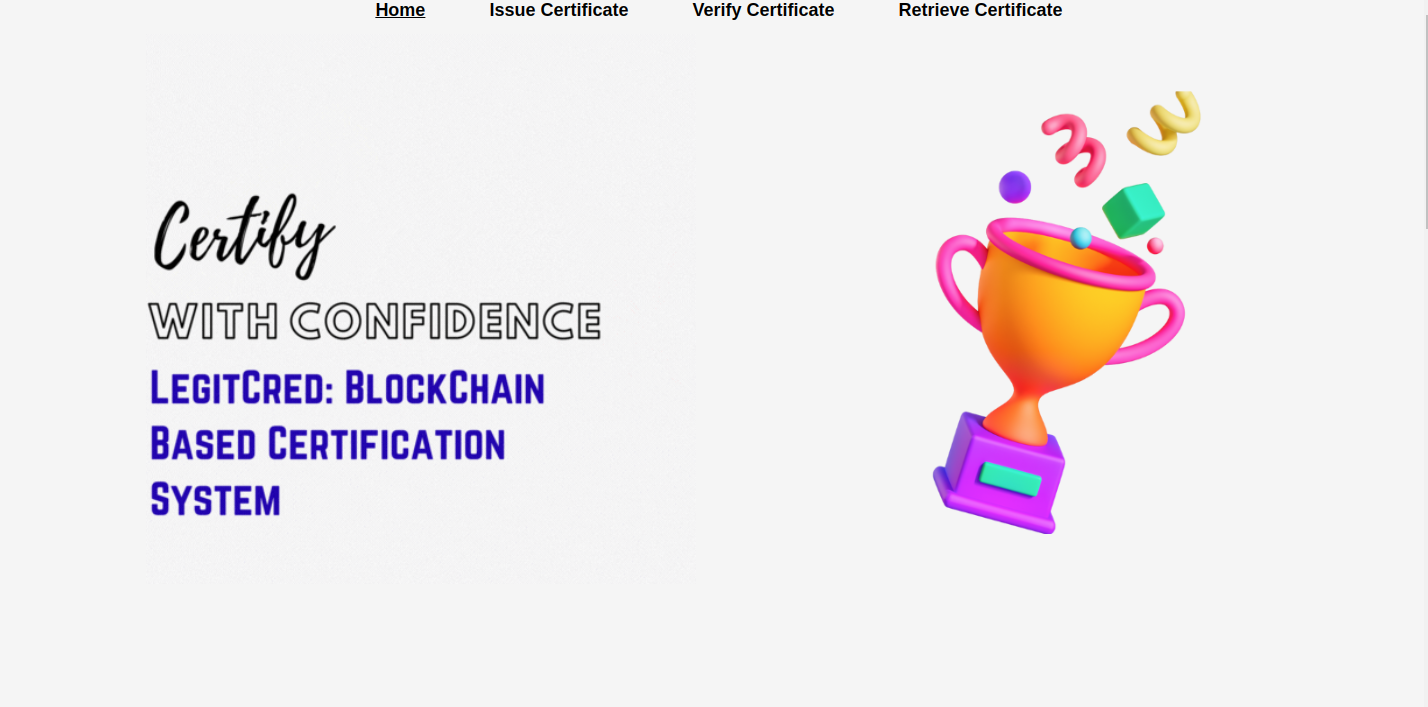 Home Issue Certificate Verify Certificate Retrieve Certificate
Certify
WITH CONFIDENCE
LEGITCRED: BLOCKCHAIN
BASED CERTIFICATION
SYSTEM